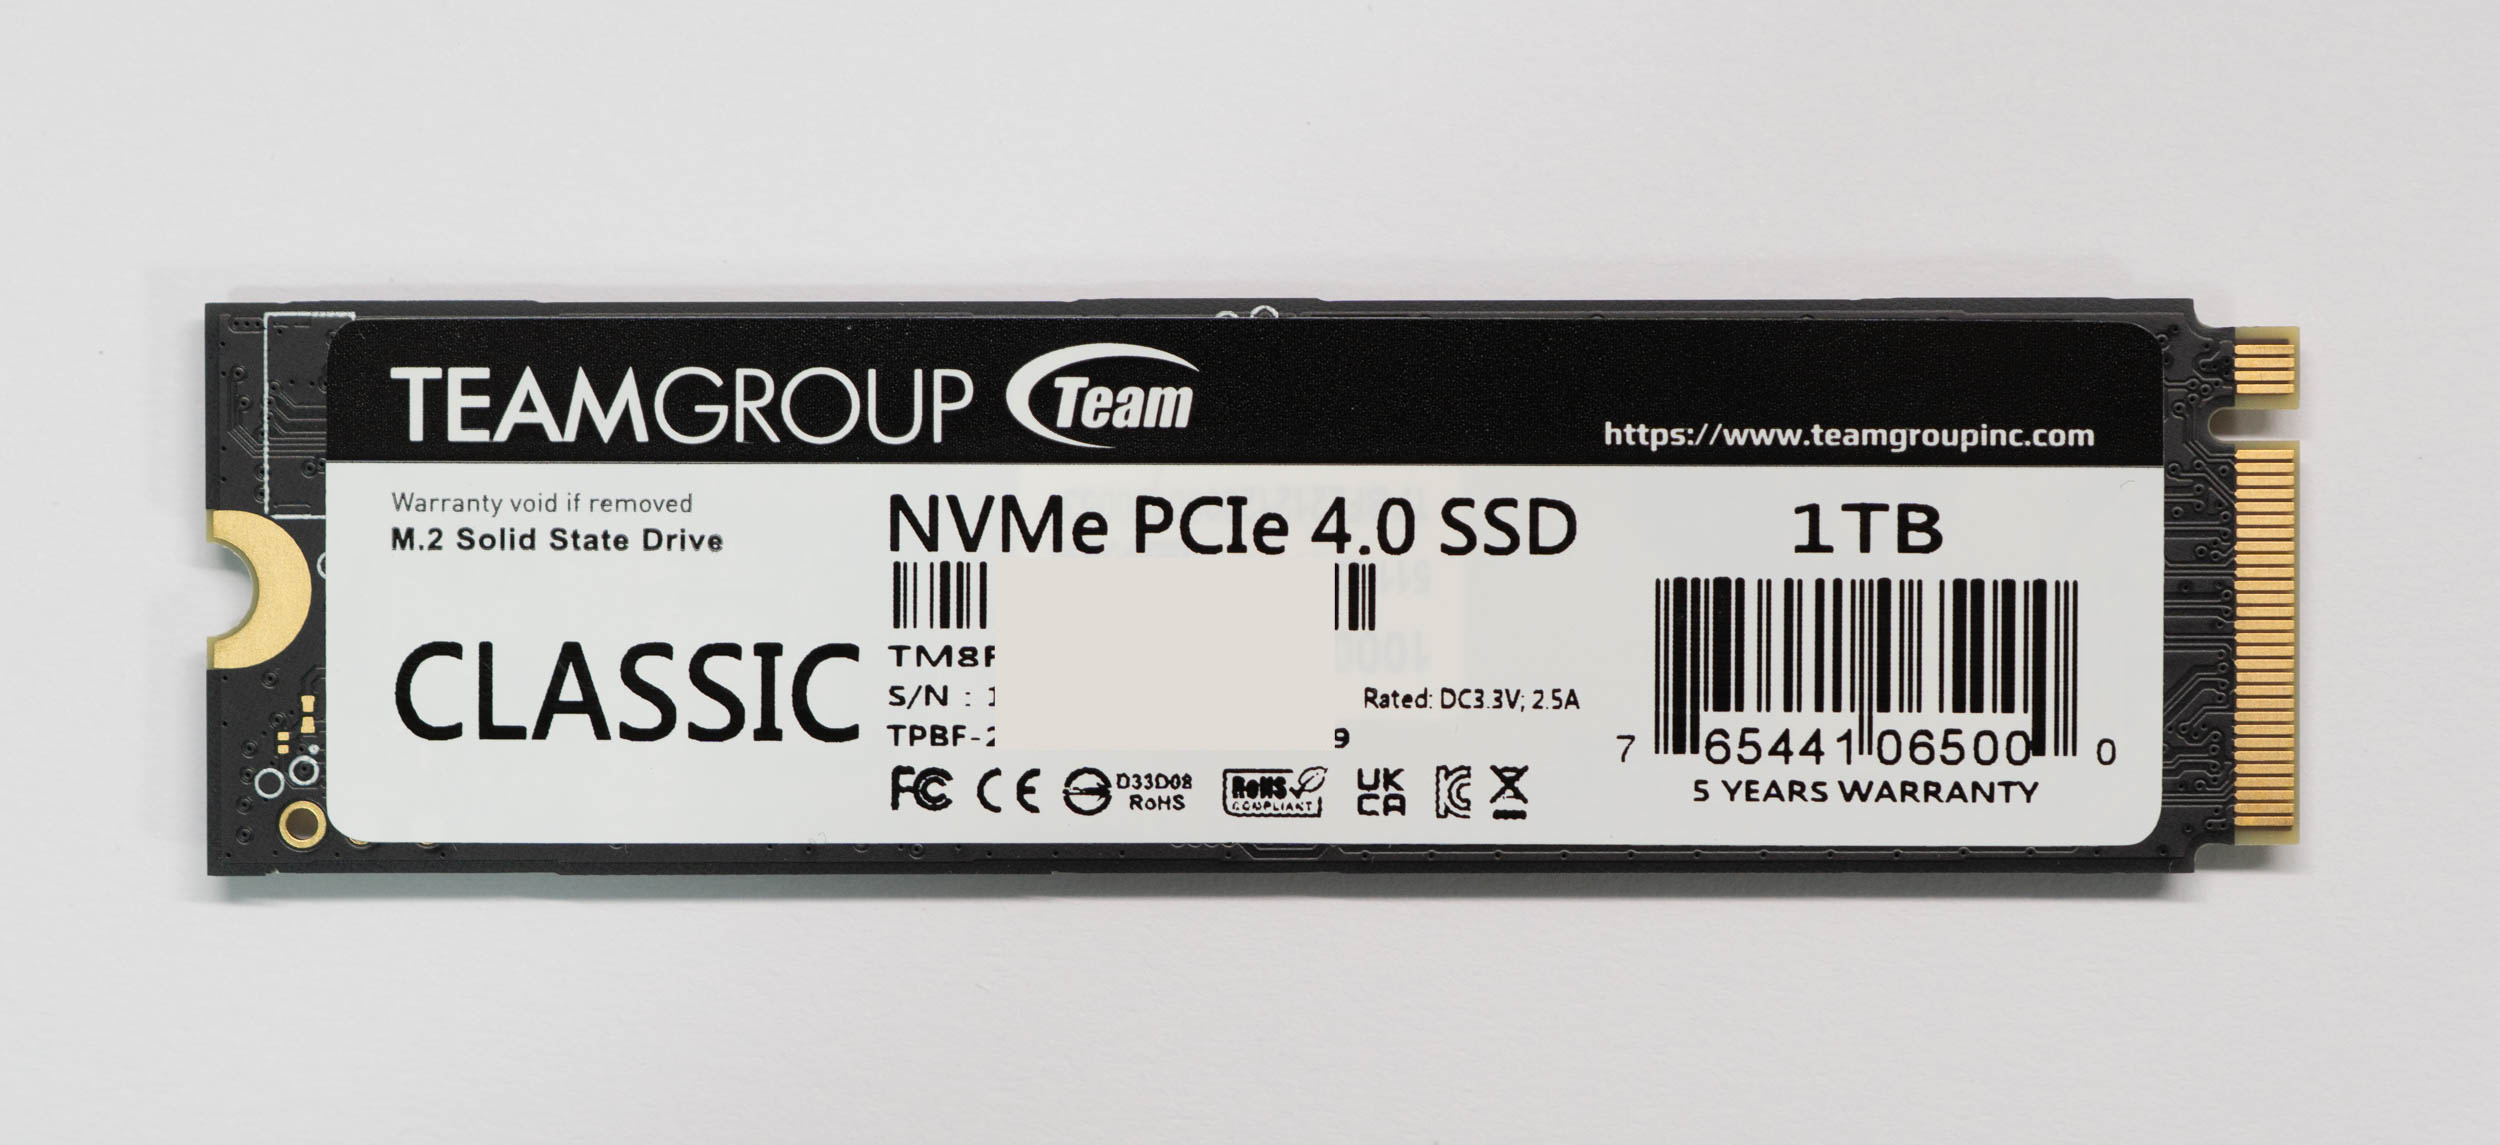 TEAMGROUP Team
https://www.teamgroupinc.com
Warranty void if removed
M.2 Solid State Drive
CLASSIC
NVMe PCIe 4.0 SSD
TM8F
S/N :
TPBF-
9
Rated: DC3.3V; 2.5A
FC CE D33D08
RoHS
RoHS
COMPLIANT
UK
CA
1TB
7 65441 06500 0
5 YEARS WARRANTY